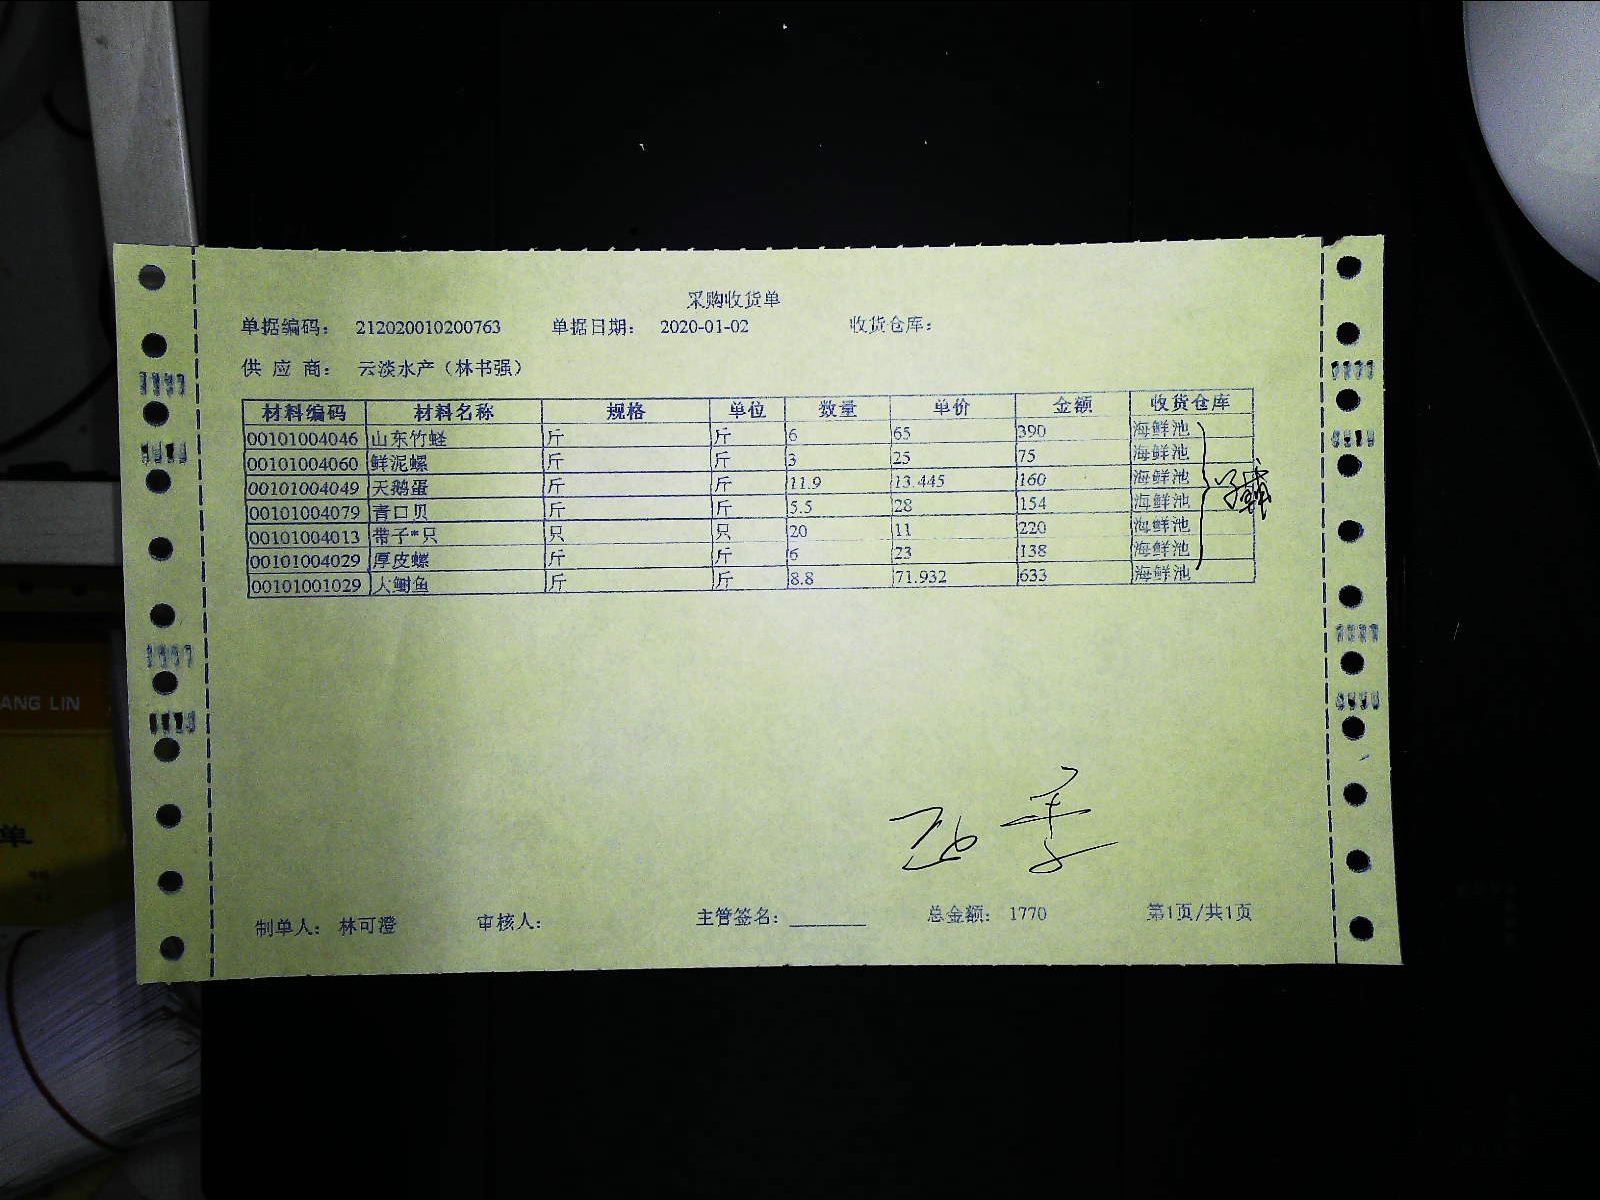 采购收货单
单据编码： 212020010200763 单据日期： 2020-01-02 收货仓库：
供 应 商： 云淡水产（林书强）
材料编码 材料名称 规格 单位 数量 单价 金额 收货仓库
00101004046 山东竹蛏 斤 斤 6 65 390 海鲜池
00101004060 鲜泥螺 斤 斤 3 25 75 海鲜池
00101004049 天鹅蛋 斤 斤 11.9 13.445 160 海鲜池
00101004079 青口贝 斤 斤 5.5 28 154 海鲜池
00101004013 带子*只 只 只 20 11 220 海鲜池
00101004029 厚皮螺 斤 斤 6 23 138 海鲜池
00101001029 大鲥鱼 斤 斤 8.8 71.932 633 海鲜池
制单人： 林可澄 审核人： 主管签名：________ 总金额： 1770 第1页/共1页
ANG LIN
单